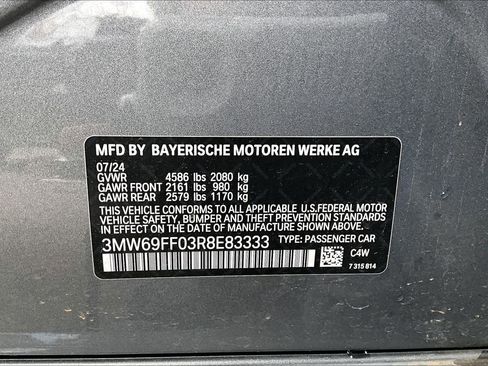 MFD BY BAYERISCHE MOTOREN WERKE AG
07/24
GVWR 4586 lbs 2080 kg
GAWR FRONT 2161 lbs 980 kg
GAWR REAR 2579 lbs 1170 kg
THIS VEHICLE CONFORMS TO ALL APPLICABLE U.S.FEDERAL MOTOR
VEHICLE SAFETY, BUMPER, AND THEFT PREVENTION STANDARDS IN
EFFECT ON THE DATE OF MANUFACTURE SHOWN ABOVE.
3MW69FF03R8E83333 TYPE: PASSENGER CAR
C4W
7 315 814